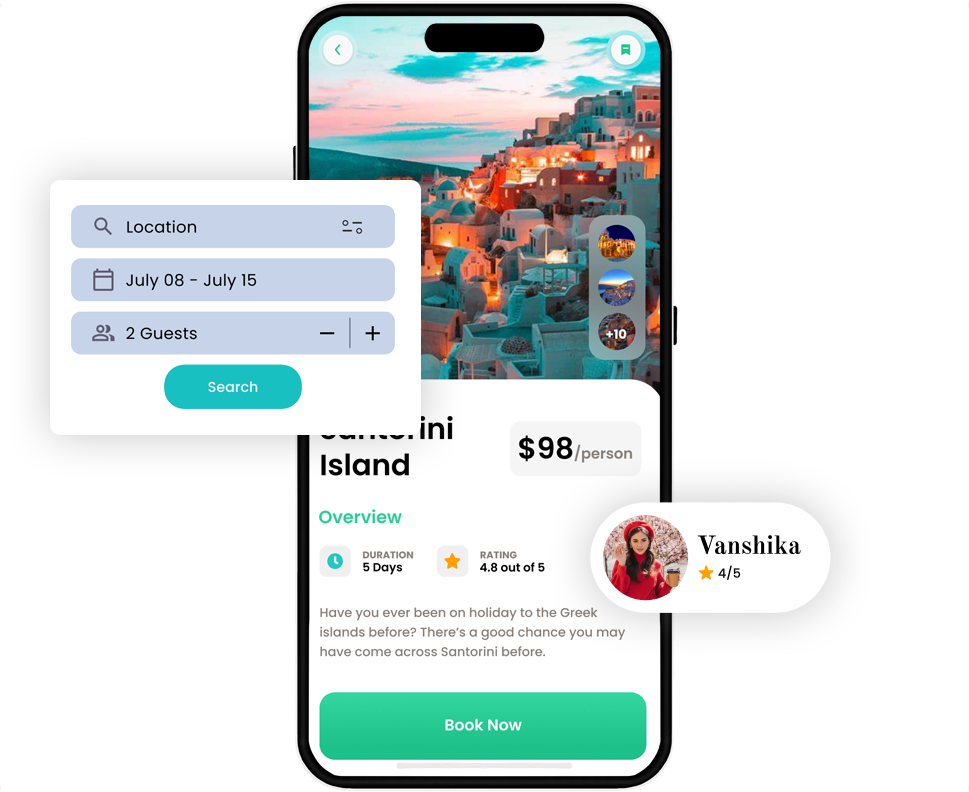 Location
July 08 - July 15
2 Guests
Search
+10
Santorini
Island
$98/person
Overview
DURATION
5 Days
RATING
4.8 out of 5
Vanshika
4/5
Have you ever been on holiday to the Greek
islands before? There’s a good chance you may
have come across Santorini before.
Book Now